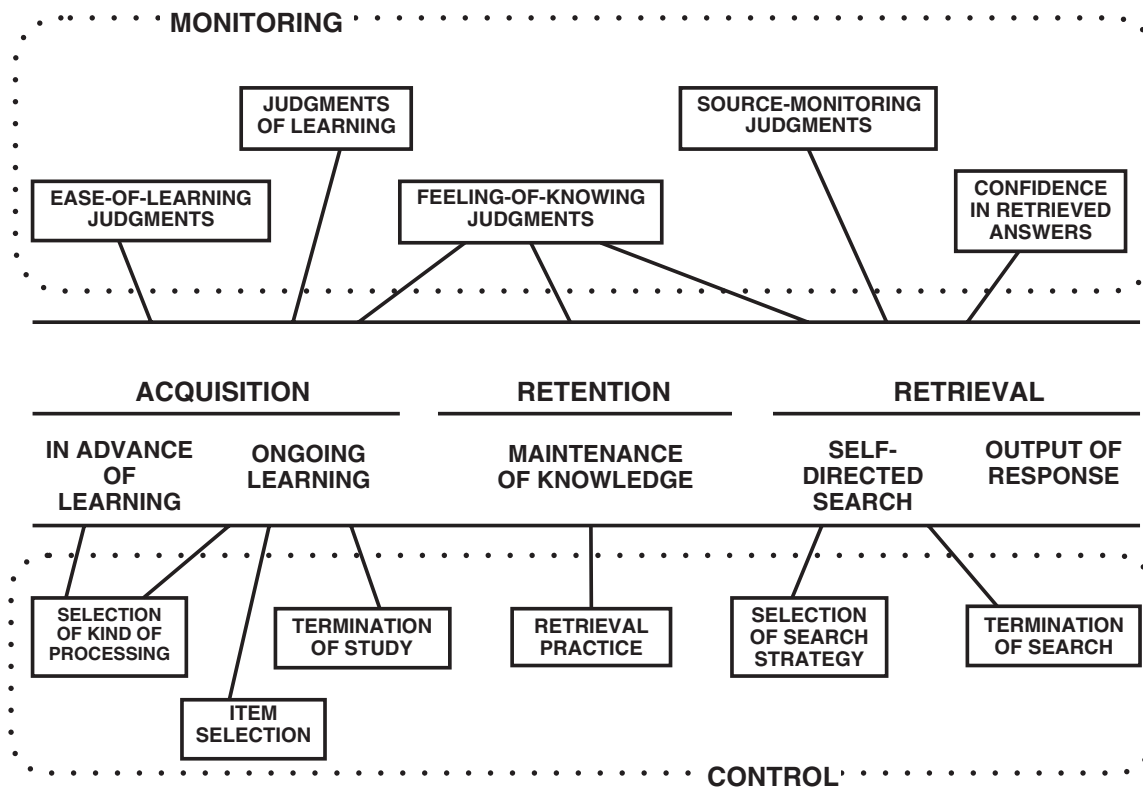 MONITORING
JUDGMENTS
OF LEARNING
SOURCE-MONITORING
JUDGMENTS
EASE-OF-LEARNING
JUDGMENTS
FEELING-OF-KNOWING
JUDGMENTS
CONFIDENCE
IN RETRIEVED
ANSWERS
ACQUISITION
RETENTION
RETRIEVAL
IN ADVANCE
OF
LEARNING
ONGOING
LEARNING
MAINTENANCE
OF KNOWLEDGE
SELF-
DIRECTED
SEARCH
OUTPUT OF
RESPONSE
SELECTION
OF KIND OF
PROCESSING
TERMINATION
OF STUDY
RETRIEVAL
PRACTICE
SELECTION
OF SEARCH
STRATEGY
TERMINATION
OF SEARCH
ITEM
SELECTION
CONTROL